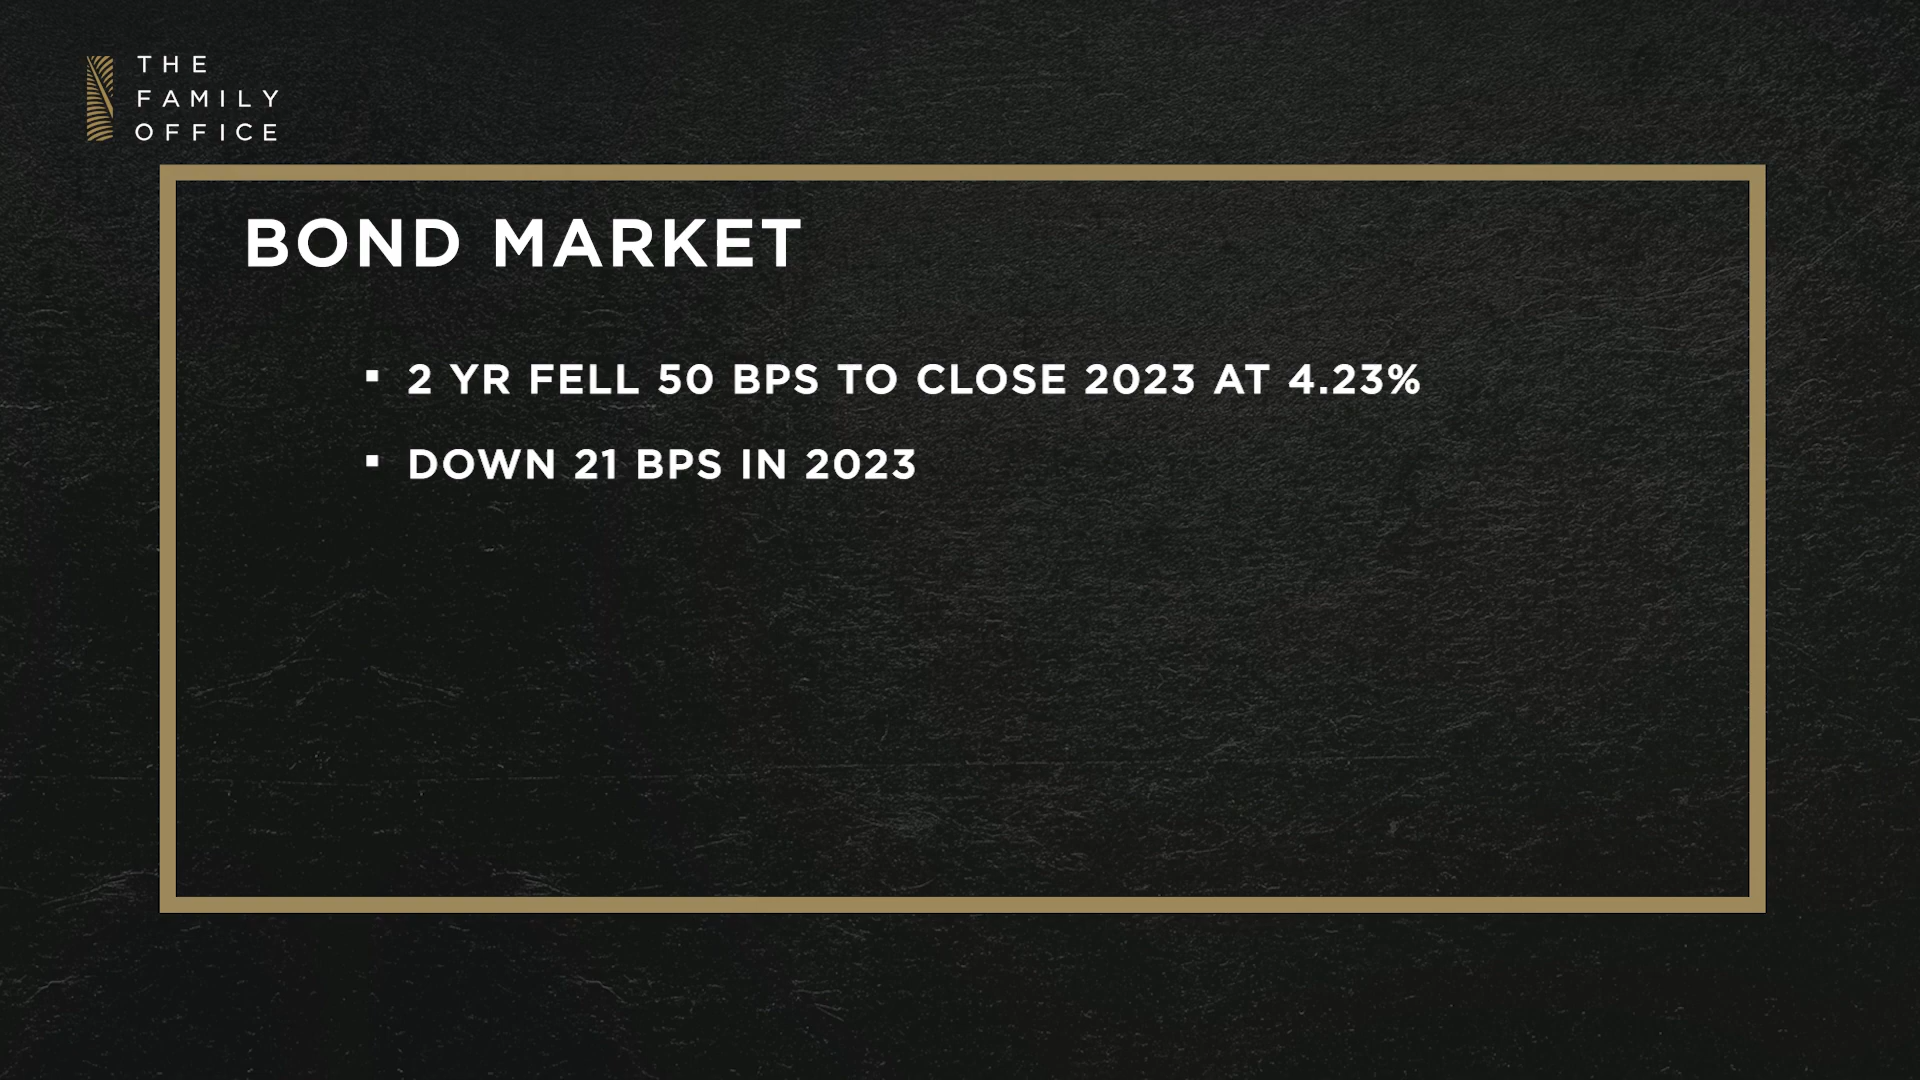 THE
FAMILY
OFFICE
BOND MARKET
▪ 2 YR FELL 50 BPS TO CLOSE 2023 AT 4.23%
▪ DOWN 21 BPS IN 2023